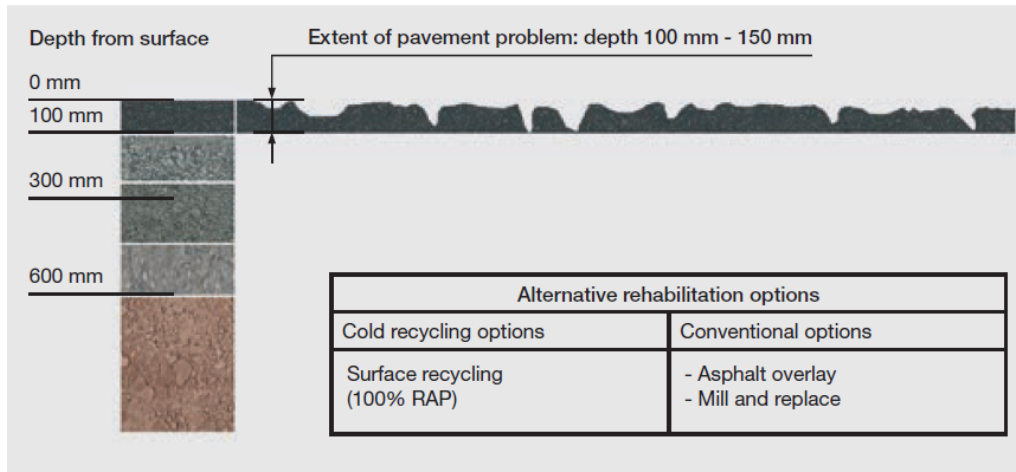 Depth from surface
Extent of pavement problem: depth 100 mm - 150 mm
0 mm
100 mm
300 mm
600 mm
Alternative rehabilitation options
Cold recycling options
Conventional options
Surface recycling
(100% RAP)
- Asphalt overlay
- Mill and replace